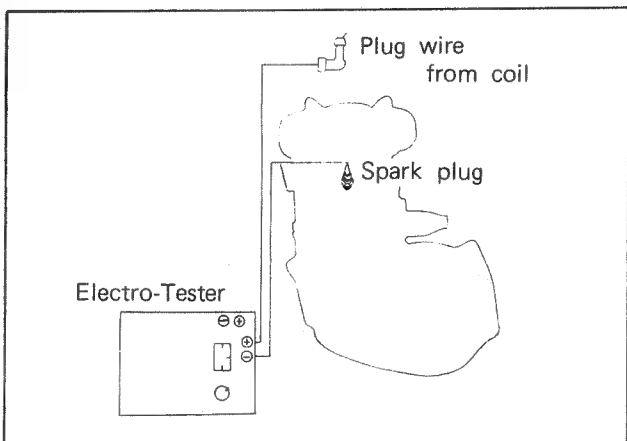 Plug wire
from coil
Spark plug
Electro-Tester
⊖ ⊕
⊕
⊖